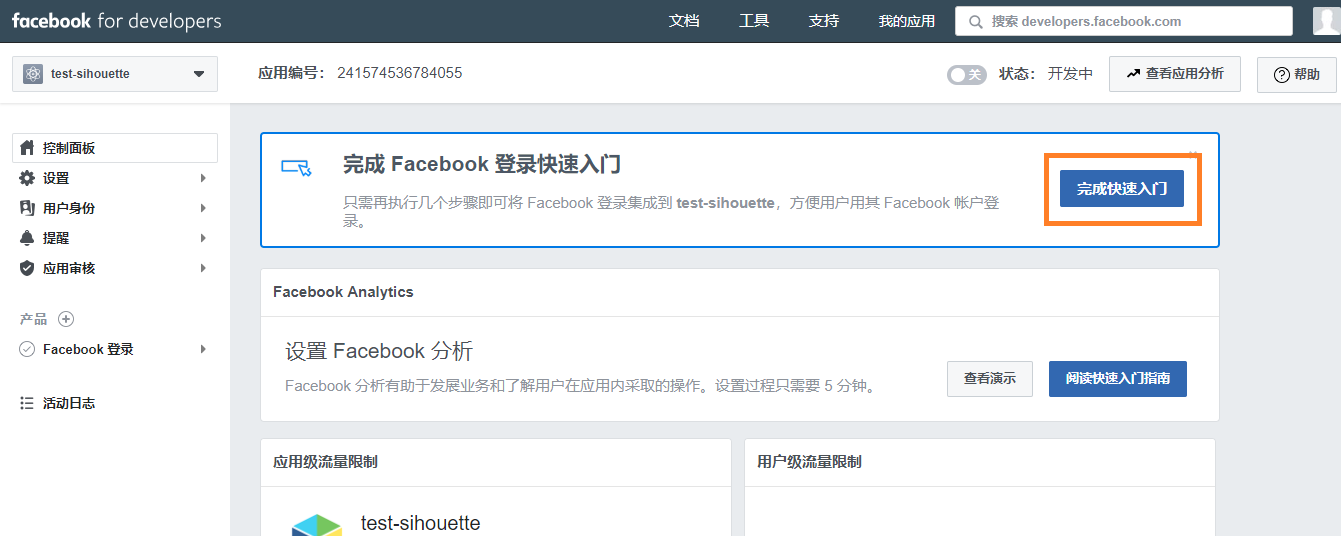 facebook for developers
文档
工具
支持
我的应用
搜索 developers.facebook.com
test-sihouette
应用编号： 241574536784055
关
状态： 开发中
查看应用分析
帮助
控制面板
设置
用户身份
提醒
应用审核
产品
Facebook 登录
活动日志
完成 Facebook 登录快速入门
只需再执行几个步骤即可将 Facebook 登录集成到 test-sihouette，方便用户用其 Facebook 帐户登
录。
完成快速入门
Facebook Analytics
设置 Facebook 分析
Facebook 分析有助于发展业务和了解用户在应用内采取的操作。设置过程只需要 5 分钟。
查看演示
阅读快速入门指南
应用级流量限制
用户级流量限制
test-sihouette